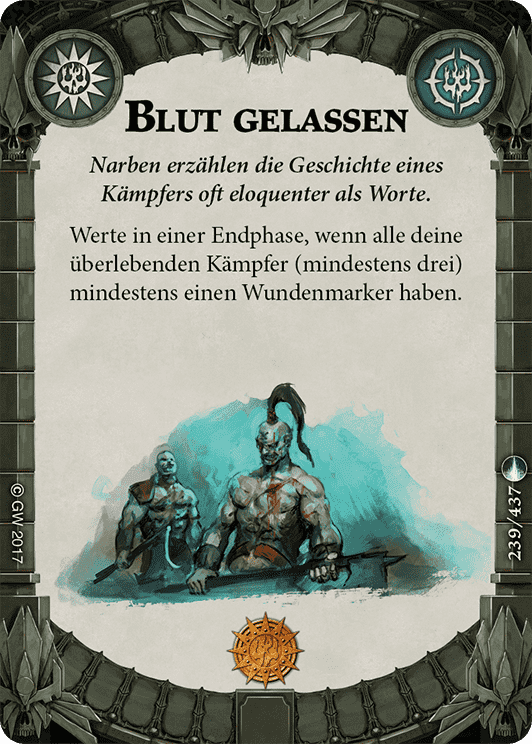 Blut gelassen
Narben erzählen die Geschichte eines
Kämpfers oft eloquenter als Worte.
Werte in einer Endphase, wenn alle deine
überlebenden Kämpfer (mindestens drei)
mindestens einen Wundenmarker haben.
© GW 2017
239/437